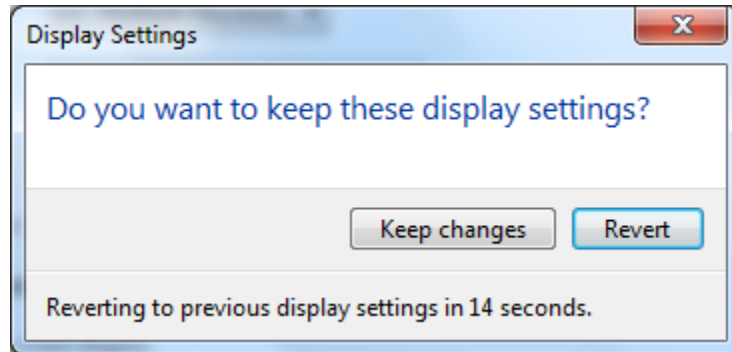 Display Settings
Do you want to keep these display settings?
Keep changes
Revert
Reverting to previous display settings in 14 seconds.